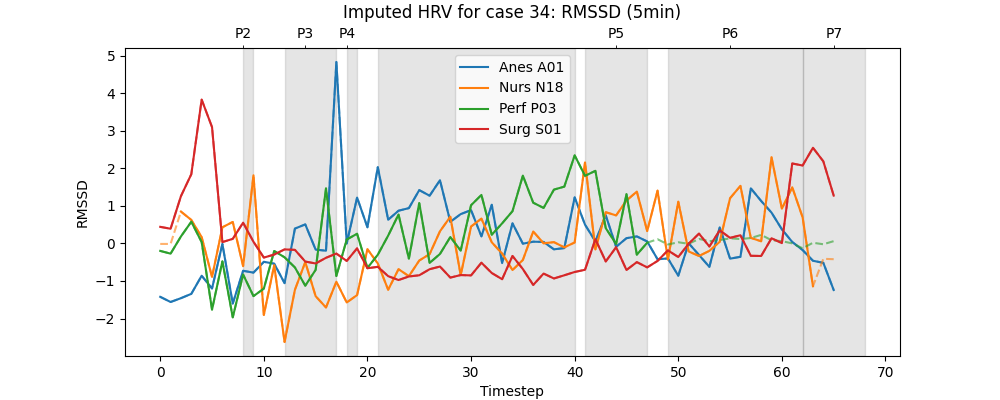 Imputed HRV for case 34: RMSSD (5min)
P2 P3 P4 P5 P6 P7
Anes A01
Nurs N18
Perf P03
Surg S01
RMSSD
5
4
3
2
1
0
−1
−2
0 10 20 30 40 50 60 70
Timestep